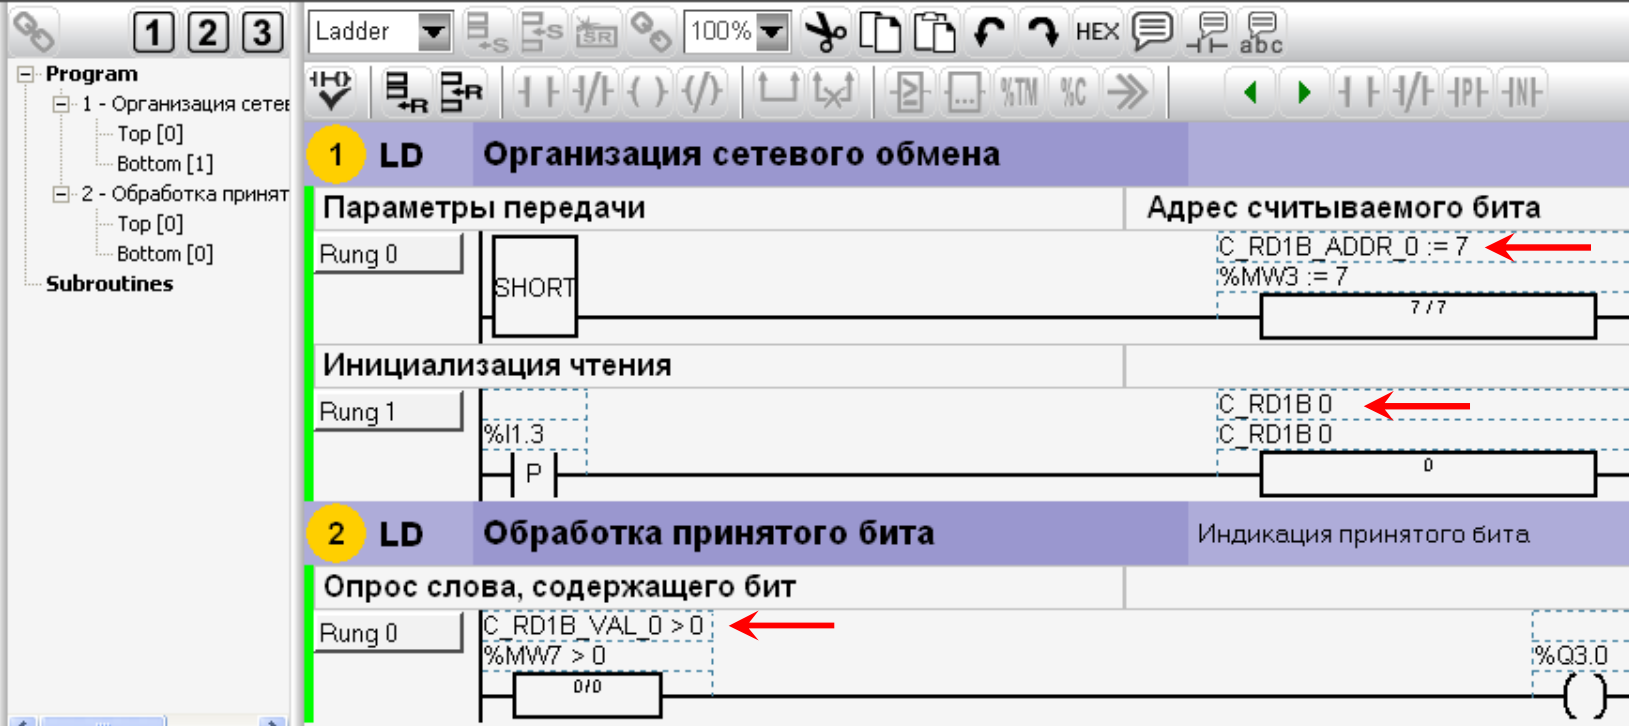 1 2 3
Ladder
S
S
SR
100%
HEX
abc
Program
1 - Организация сетев
Top [0]
Bottom [1]
2 - Обработка принят
Top [0]
Bottom [0]
Subroutines
R
R
%TM
%C
P
N
1 LD Организация сетевого обмена
Параметры передачи
Адрес считываемого бита
Rung 0
SHORT
C_RD1B_ADDR_0 := 7
%MW3 := 7
7 / 7
Инициализация чтения
Rung 1
%I1.3
P
C_RD1B 0
C_RD1B 0
0
2 LD Обработка принятого бита
Индикация принятого бита
Опрос слова, содержащего бит
Rung 0
C_RD1B_VAL_0 > 0
%MW7 > 0
0/0
%Q3.0